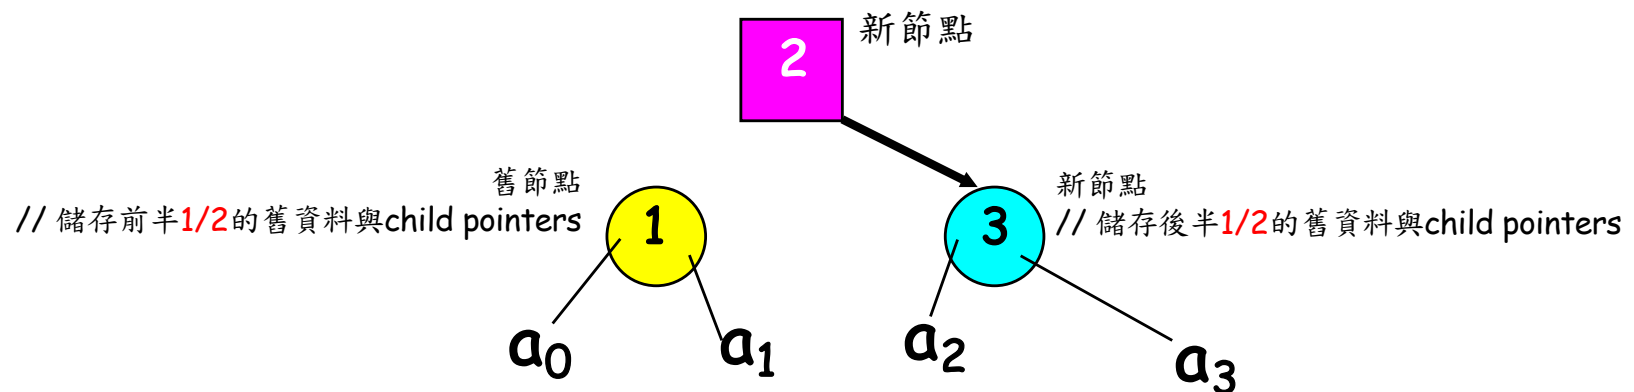 2
新節點
舊節點
// 儲存前半1/2的舊資料與child pointers
1
3
新節點
// 儲存後半1/2的舊資料與child pointers
a0
a1
a2
a3